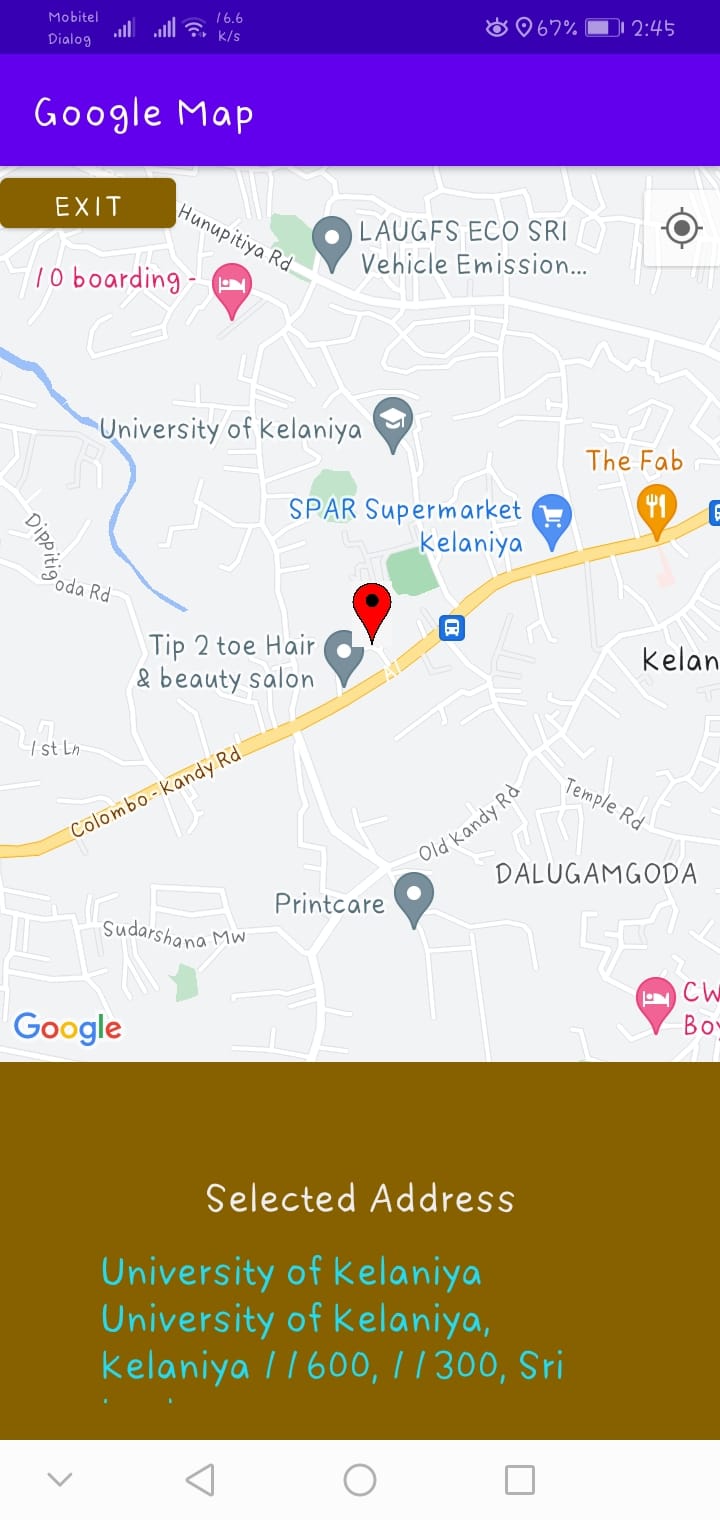 Mobitel
Dialog
16.6
K/s
67%
2:45
Google Map
EXIT
Hunupitiya Rd
LAUGFS ECO SRI
Vehicle Emission...
10 boarding -
University of Kelaniya
The Fab
SPAR Supermarket
Kelaniya
Dippitigoda Rd
Tip 2 toe Hair
& beauty salon
A1
Kelan
1st Ln
Colombo - Kandy Rd
Old Kandy Rd
Temple Rd
DALUGAMGODA
Printcare
Sudarshana Mw
CW
Boy
Google
Selected Address
University of Kelaniya
University of Kelaniya,
Kelaniya 11600, 11300, Sri